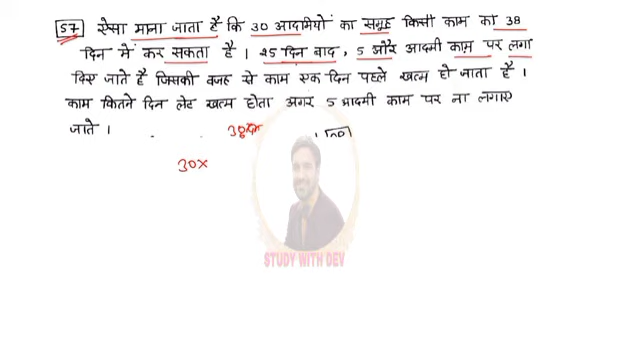 57 ऐसा माना जाता है कि 30 आदमियों का समूह किसी काम को 38
दिन में कर सकता है । 25 दिन बाद, 5 और आदमी काम पर लगा
दिए जाते है जिसकी वजह से काम एक दिन पहले खत्म हो जाता है ।
काम कितने दिन लेट खत्म होता अगर 5 आदमी काम पर ना लगाए
जाते ।
30x
STUDY WITH DEV